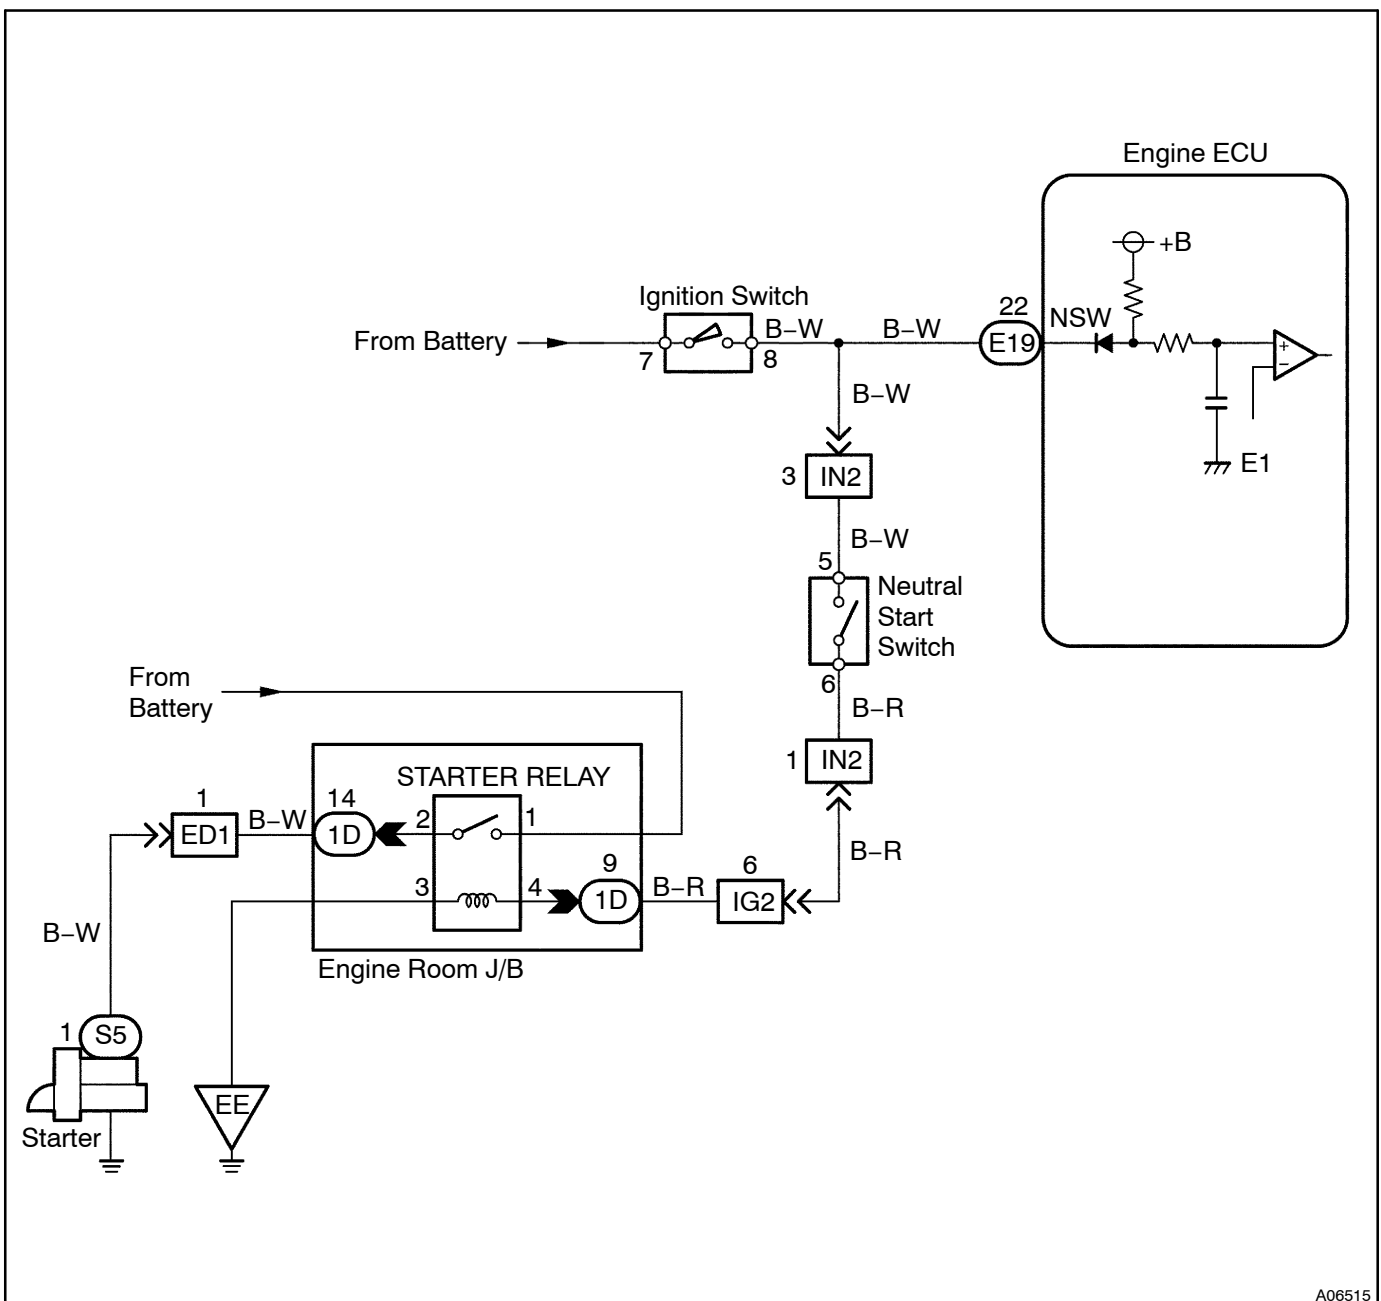 Engine ECU
+B
Ignition Switch
22
From Battery
B–W
B–W
E19
NSW
7
8
+
–
B–W
E1
3
IN2
B–W
5
Neutral
Start
Switch
6
From
Battery
B–R
1
IN2
STARTER RELAY
1
14
ED1
B–W
1D
2
1
B–R
9
6
3
4
1D
B–R
IG2
B–W
Engine Room J/B
1
S5
EE
Starter
A06515